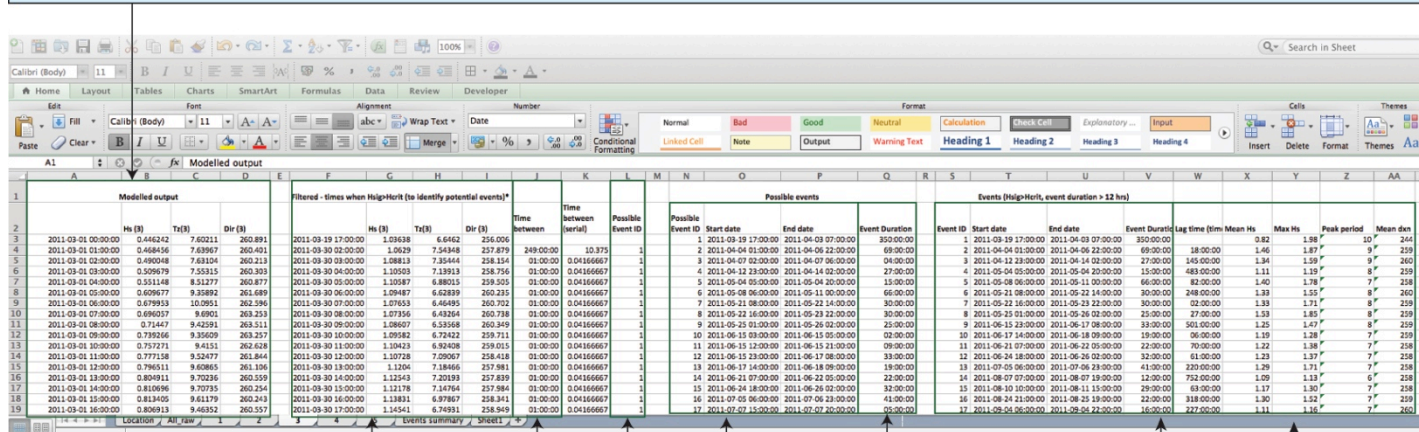 100%
Search in Sheet
Calibri (Body) 11 B I U
Home Layout Tables Charts SmartArt Formulas Data Review Developer
Edit Font Alignment Number Format Cells Themes
Fill Calibri (Body) 11 A A abc Wrap Text Date Normal Bad Good Neutral Calculation Check Cell Explanatory ... Input
Paste Clear B I U A Merge % Conditional Formatting Linked Cell Note Output Warning Text Heading 1 Heading 2 Heading 3 Heading 4 Insert Delete Format Themes Aa
A1 fx Modelled output
A B C D E F G H I J K L M N O P Q R S T U V W X Y Z AA
1 Modelled output Filtered - times when Hsig>Hcrit (to identify potential events)* Possible events Events (Hsig>Hcrit, event duration > 12 hrs)
2 Hs (3) Tz(3) Dir (3) Hs (3) Tz(3) Dir (3) Time between Time between (serial) Possible Event ID Possible Event ID Start date End date Event Duration Event ID Start date End date Event Duratio Lag time (time Mean Hs Max Hs Peak period Mean dxn
3 2011-03-01 00:00:00 0.446242 7.60211 260.891 2011-03-19 17:00:00 1.03638 6.6462 256.006 1 2011-03-19 17:00:00 2011-04-03 07:00:00 350:00:00 1 2011-03-19 17:00:00 2011-04-03 07:00:00 350:00:00 0.82 1.98 10 244
4 2011-03-01 01:00:00 0.468456 7.63967 260.401 2011-03-30 02:00:00 1.0629 7.54348 257.879 249:00:00 10.375 1 2 2011-04-04 01:00:00 2011-04-06 22:00:00 69:00:00 2 2011-04-04 01:00:00 2011-04-06 22:00:00 69:00:00 18:00:00 1.46 1.87 9 259
5 2011-03-01 02:00:00 0.490048 7.63104 260.213 2011-03-30 03:00:00 1.08813 7.35444 258.154 01:00:00 0.04166667 1 3 2011-04-07 02:00:00 2011-04-07 06:00:00 04:00:00 3 2011-04-12 23:00:00 2011-04-14 02:00:00 27:00:00 145:00:00 1.34 1.59 9 260
6 2011-03-01 03:00:00 0.509679 7.55315 260.303 2011-03-30 04:00:00 1.10503 7.13913 258.756 01:00:00 0.04166667 1 4 2011-04-12 23:00:00 2011-04-14 02:00:00 27:00:00 4 2011-05-04 05:00:00 2011-05-04 20:00:00 15:00:00 483:00:00 1.11 1.19 8 259
7 2011-03-01 04:00:00 0.551148 8.51277 260.877 2011-03-30 05:00:00 1.10587 6.88015 259.505 01:00:00 0.04166667 1 5 2011-05-04 05:00:00 2011-05-04 20:00:00 15:00:00 5 2011-05-08 06:00:00 2011-05-11 00:00:00 66:00:00 82:00:00 1.40 1.78 7 258
8 2011-03-01 05:00:00 0.609677 9.35892 261.689 2011-03-30 06:00:00 1.09487 6.62839 260.235 01:00:00 0.04166667 1 6 2011-05-08 06:00:00 2011-05-11 00:00:00 66:00:00 6 2011-05-21 08:00:00 2011-05-22 14:00:00 30:00:00 248:00:00 1.33 1.55 8 260
9 2011-03-01 06:00:00 0.679953 10.0951 262.596 2011-03-30 07:00:00 1.07653 6.46495 260.702 01:00:00 0.04166667 1 7 2011-05-21 08:00:00 2011-05-22 14:00:00 30:00:00 7 2011-05-22 16:00:00 2011-05-23 22:00:00 30:00:00 02:00:00 1.33 1.71 8 259
10 2011-03-01 07:00:00 0.696057 9.6901 263.253 2011-03-30 08:00:00 1.07356 6.43264 260.738 01:00:00 0.04166667 1 8 2011-05-22 16:00:00 2011-05-23 22:00:00 30:00:00 8 2011-05-25 01:00:00 2011-05-26 02:00:00 25:00:00 27:00:00 1.53 1.85 8 259
11 2011-03-01 08:00:00 0.71447 9.42591 263.511 2011-03-30 09:00:00 1.08607 6.53568 260.349 01:00:00 0.04166667 1 9 2011-05-25 01:00:00 2011-05-26 02:00:00 25:00:00 9 2011-06-15 23:00:00 2011-06-17 08:00:00 33:00:00 501:00:00 1.25 1.47 8 259
12 2011-03-01 09:00:00 0.739266 9.35609 263.257 2011-03-30 10:00:00 1.09582 6.72422 259.711 01:00:00 0.04166667 1 10 2011-06-15 03:00:00 2011-06-15 05:00:00 02:00:00 10 2011-06-17 14:00:00 2011-06-18 09:00:00 19:00:00 06:00:00 1.19 1.28 7 259
13 2011-03-01 10:00:00 0.757271 9.4151 262.628 2011-03-30 11:00:00 1.10423 6.92408 259.015 01:00:00 0.04166667 1 11 2011-06-15 12:00:00 2011-06-15 21:00:00 09:00:00 11 2011-06-21 07:00:00 2011-06-22 05:00:00 22:00:00 70:00:00 1.22 1.38 7 258
14 2011-03-01 11:00:00 0.777158 9.52477 261.844 2011-03-30 12:00:00 1.10728 7.09067 258.418 01:00:00 0.04166667 1 12 2011-06-15 23:00:00 2011-06-17 08:00:00 33:00:00 12 2011-06-24 18:00:00 2011-06-26 02:00:00 32:00:00 61:00:00 1.23 1.37 7 258
15 2011-03-01 12:00:00 0.796511 9.60865 261.106 2011-03-30 13:00:00 1.1204 7.18466 257.981 01:00:00 0.04166667 1 13 2011-06-17 14:00:00 2011-06-18 09:00:00 19:00:00 13 2011-07-05 06:00:00 2011-07-06 23:00:00 41:00:00 220:00:00 1.29 1.71 7 258
16 2011-03-01 13:00:00 0.804911 9.70236 260.559 2011-03-30 14:00:00 1.12543 7.20193 257.839 01:00:00 0.04166667 1 14 2011-06-21 07:00:00 2011-06-22 05:00:00 22:00:00 14 2011-08-07 07:00:00 2011-08-07 19:00:00 12:00:00 752:00:00 1.09 1.13 6 258
17 2011-03-01 14:00:00 0.810696 9.70735 260.254 2011-03-30 15:00:00 1.12178 7.14764 257.984 01:00:00 0.04166667 1 15 2011-06-24 18:00:00 2011-06-26 02:00:00 32:00:00 15 2011-08-10 10:00:00 2011-08-11 15:00:00 29:00:00 63:00:00 1.17 1.30 7 258
18 2011-03-01 15:00:00 0.813405 9.61179 260.243 2011-03-30 16:00:00 1.13831 6.97867 258.341 01:00:00 0.04166667 1 16 2011-07-05 06:00:00 2011-07-06 23:00:00 41:00:00 16 2011-08-24 21:00:00 2011-08-25 19:00:00 22:00:00 318:00:00 1.30 1.52 7 259
19 2011-03-01 16:00:00 0.806913 9.46352 260.557 2011-03-30 17:00:00 1.14541 6.74931 258.949 01:00:00 0.04166667 1 17 2011-07-07 15:00:00 2011-07-07 20:00:00 05:00:00 17 2011-09-04 06:00:00 2011-09-04 22:00:00 16:00:00 227:00:00 1.11 1.16 7 260
Location All_raw 1 2 3 4 Events summary Sheet1 +